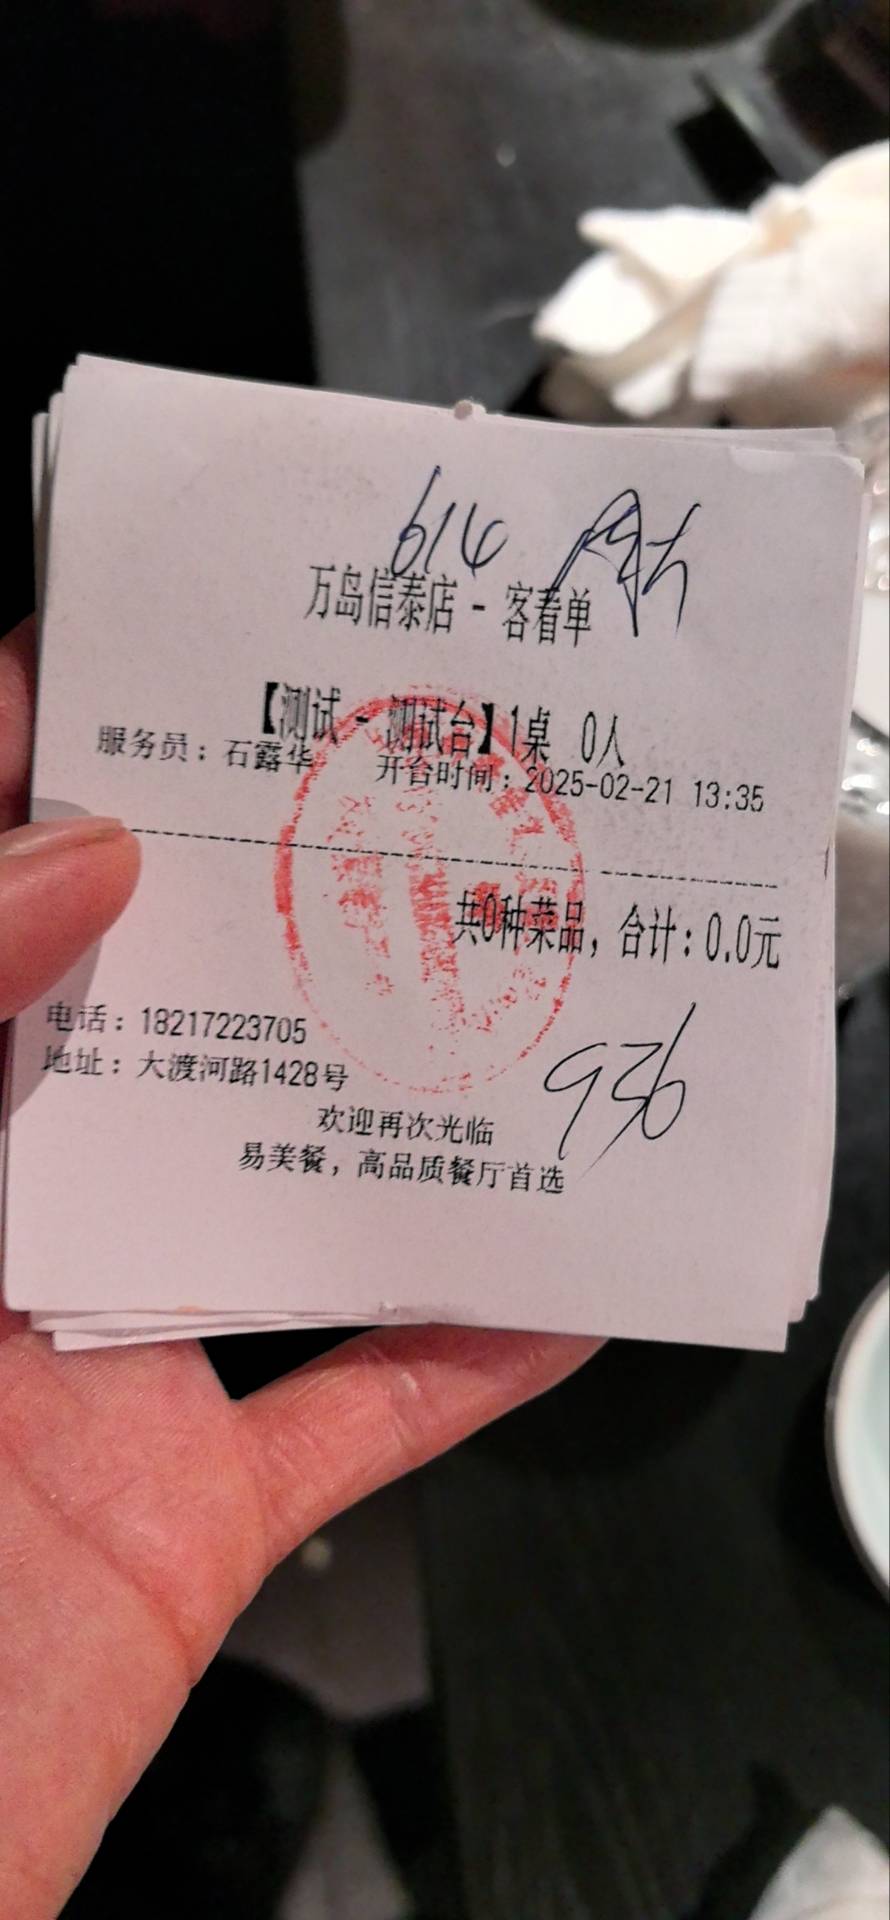 614
万岛信泰店 - 客看单
【测试 - 测试台】1桌 0人
服务员：石露华 开台时间：2025-02-21 13:35
共0种菜品，合计：0.0元
电话：18217223705
地址：大渡河路1428号
936
欢迎再次光临
易美餐，高品质餐厅首选